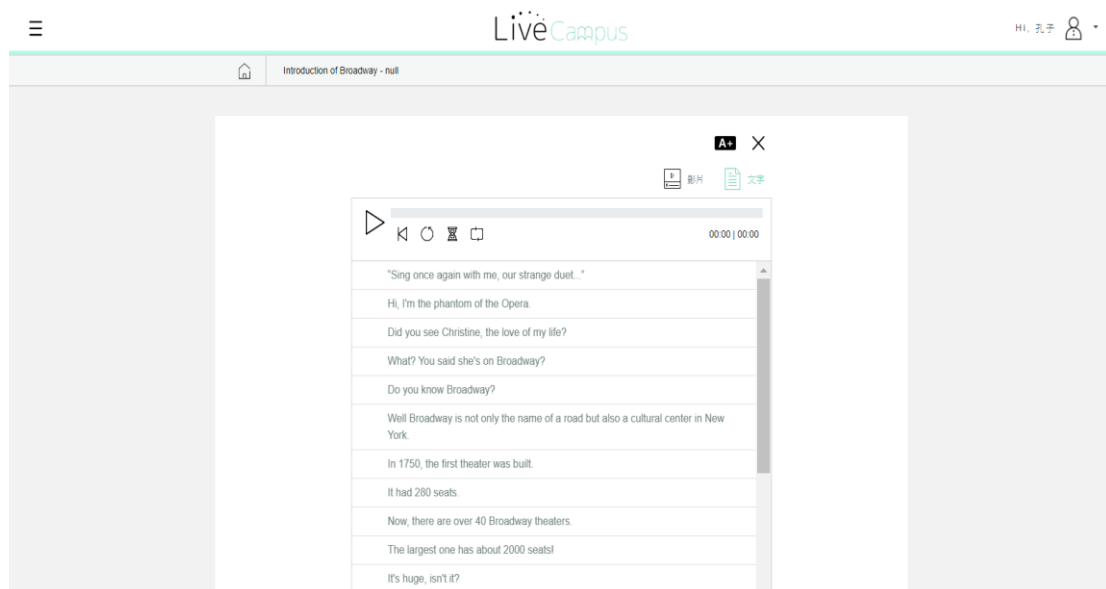 LiveCampus
Hi, 孔子
Introduction of Broadway - null
A+
影片
文字
00:00 | 00:00
"Sing once again with me, our strange duet..."
Hi, I'm the phantom of the Opera.
Did you see Christine, the love of my life?
What? You said she's on Broadway?
Do you know Broadway?
Well Broadway is not only the name of a road but also a cultural center in New
York.
In 1750, the first theater was built.
It had 280 seats.
Now, there are over 40 Broadway theaters.
The largest one has about 2000 seats!
It's huge, isn't it?